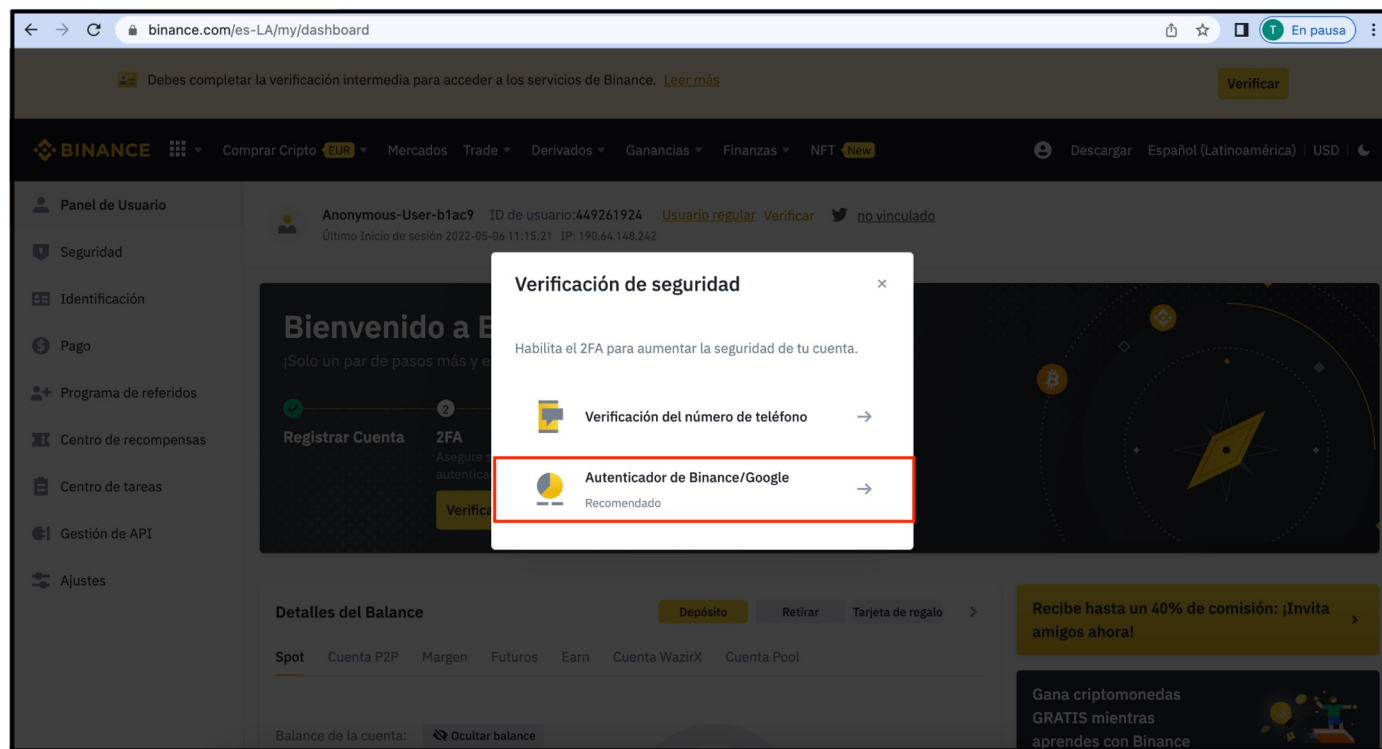 binance.com/es-LA/my/dashboard
T En pausa
Debes completar la verificación intermedia para acceder a los servicios de Binance. Leer más
Verificar
BINANCE
Comprar Cripto EUR Mercados Trade Derivados Ganancias Finanzas NFT New
Descargar Español (Latinoamérica) | USD
Panel de Usuario
Seguridad
Identificación
Pago
Programa de referidos
Centro de recompensas
Centro de tareas
Gestión de API
Ajustes
Anonymous-User-b1ac9 ID de usuario:449261924 Usuario regular Verificar no vinculado
Último Inicio de sesión 2022-05-06 11:15:21 IP: 190.64.148.242
Bienvenido a
¡Solo un par de pasos más y
2
Registrar Cuenta 2FA
Asegure
Verificación de seguridad
Habilita el 2FA para aumentar la seguridad de tu cuenta.
Verificación del número de teléfono
Autenticador de Binance/Google
Recomendado
Detalles del Balance
Depósito Retirar Tarjeta de regalo
Spot Cuenta P2P Margen Futuros Earn Cuenta WazirX Cuenta Pool
Balance de la cuenta: Ocultar balance
Recibe hasta un 40% de comisión: ¡Invita
amigos ahora!
Gana criptomonedas
GRATIS mientras
aprendes con Binance